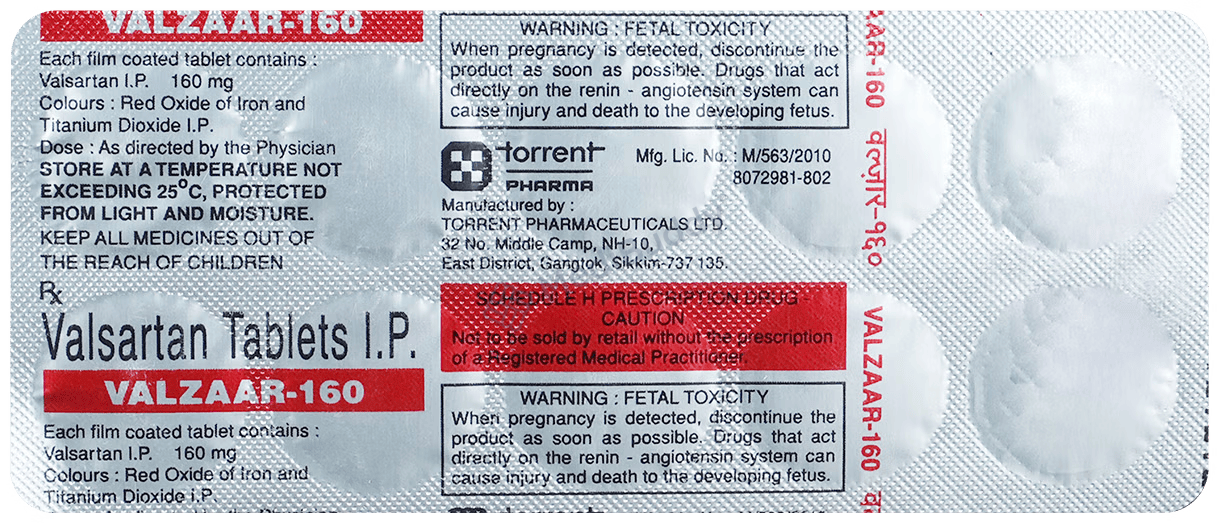 VALZAAR-160
Each film coated tablet contains :
Valsartan I.P. 160 mg
Colours : Red Oxide of Iron and
Titanium Dioxide I.P.
Dose : As directed by the Physician
STORE AT A TEMPERATURE NOT
EXCEEDING 25°C, PROTECTED
FROM LIGHT AND MOISTURE.
KEEP ALL MEDICINES OUT OF
THE REACH OF CHILDREN
Rx
Valsartan Tablets I.P.
VALZAAR-160
Each film coated tablet contains :
Valsartan I.P. 160 mg
Colours : Red Oxide of Iron and
Titanium Dioxide I.P.
WARNING : FETAL TOXICITY
When pregnancy is detected, discontinue the
product as soon as possible. Drugs that act
directly on the renin - angiotensin system can
cause injury and death to the developing fetus.
torrent
PHARMA
Mfg. Lic. No. : M/563/2010
8072981-802
Manufactured by :
TORRENT PHARMACEUTICALS LTD.
32 No. Middle Camp, NH-10,
East District, Gangtok, Sikkim-737 135.
SCHEDULE H PRESCRIPTION DRUG -
CAUTION
Not to be sold by retail without the prescription
of a Registered Medical Practitioner.
WARNING : FETAL TOXICITY
When pregnancy is detected, discontinue the
product as soon as possible. Drugs that act
directly on the renin - angiotensin system can
cause injury and death to the developing fetus.
torrent
AAR-160 वल्ज़ार-१६०
VALZAAR-160